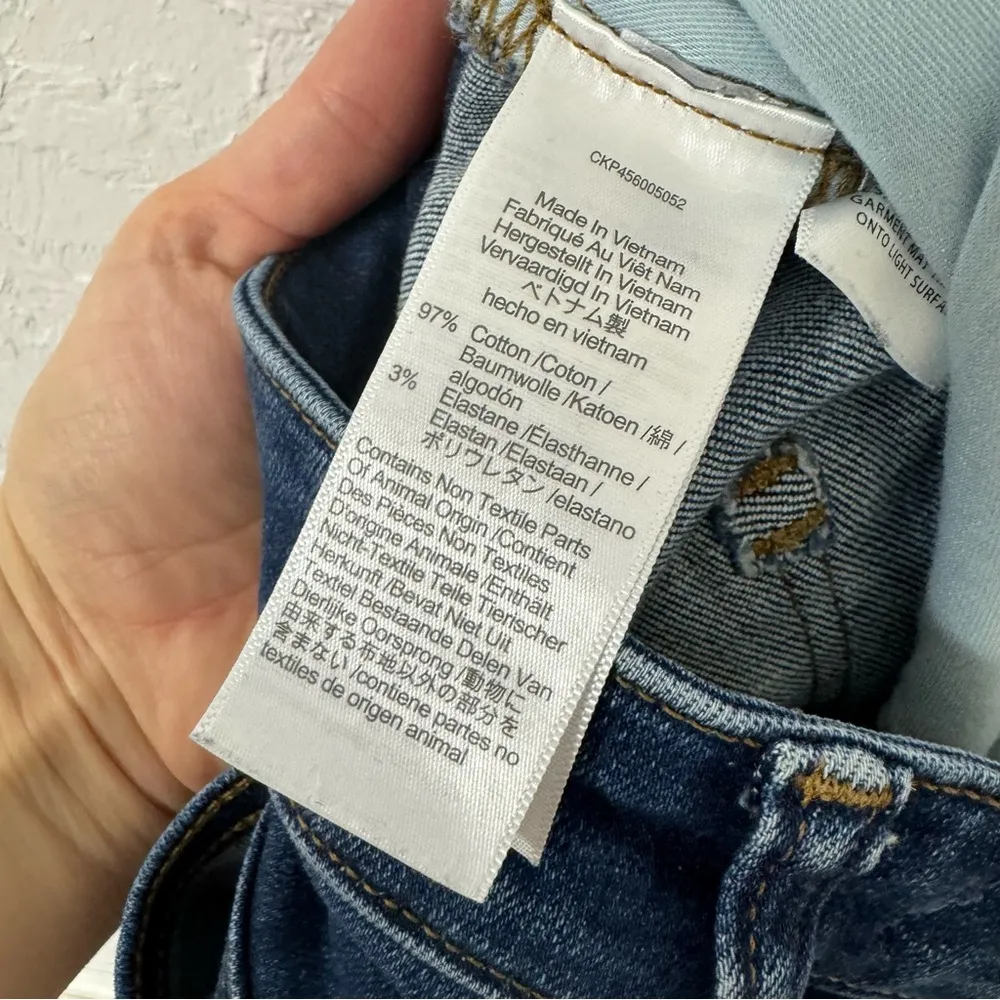 CKP456005052
Made In Vietnam
Fabriqué Au Viêt Nam
Hergestellt In Vietnam
Vervaardigd In Vietnam
ベトナム製
hecho en vietnam
97% Cotton /Coton /
Baumwolle /Katoen /綿 /
algodón
3% Elastane /Élasthanne /
Elastan /Elastaan /
ポリウレタン /elastano
Contains Non Textile Parts
Of Animal Origin /Contient
Des Pièces Non Textiles
D'origine Animale /Enthält
Nicht-Textile Teile Tierischer
Herkunft /Bevat Niet Uit
Textiel Bestaande Delen Van
Dierlijke Oorsprong /動物に
由来する布地以外の部分を
含まない /contiene partes no
textiles de origen animal
GARMENT MAY
ONTO LIGHT SURFA